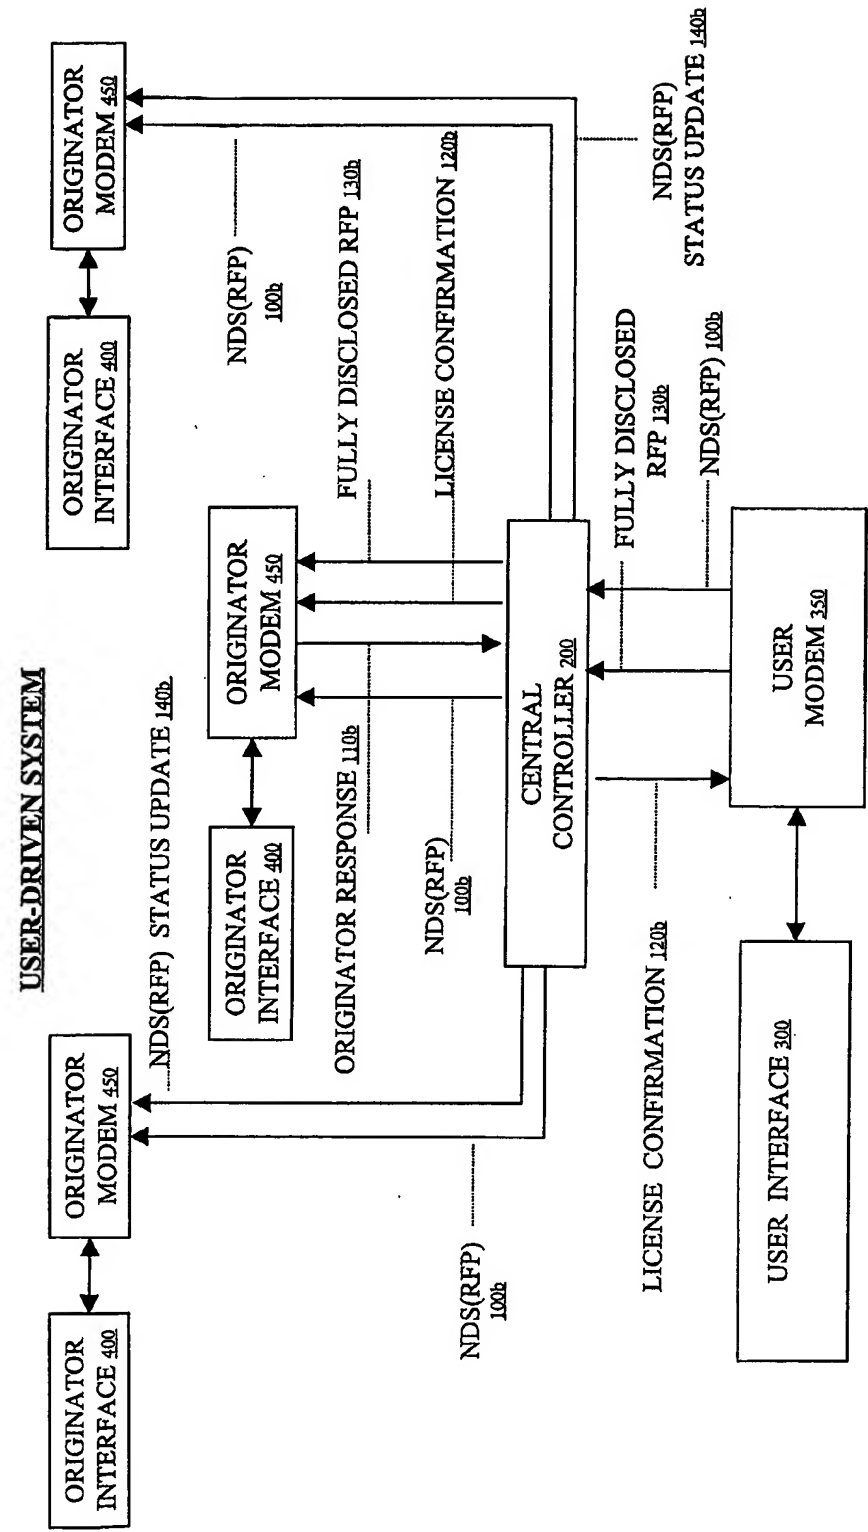 USER-DRIVEN SYSTEM
ORIGINATOR
INTERFACE 400
ORIGINATOR
MODEM 450
NDS(RFP) STATUS UPDATE 140b
ORIGINATOR
INTERFACE 400
ORIGINATOR
MODEM 450
ORIGINATOR
INTERFACE 400
ORIGINATOR
MODEM 450
NDS(RFP)
100b
ORIGINATOR RESPONSE 110b
FULLY DISCLOSED RFP 130b
NDS(RFP)
100b
LICENSE CONFIRMATION 120b
NDS(RFP)
100b
CENTRAL
CONTROLLER 200
LICENSE CONFIRMATION 120b
FULLY DISCLOSED
RFP 130b
NDS(RFP) 100b
NDS(RFP)
STATUS UPDATE 140b
USER INTERFACE 300
USER
MODEM 350